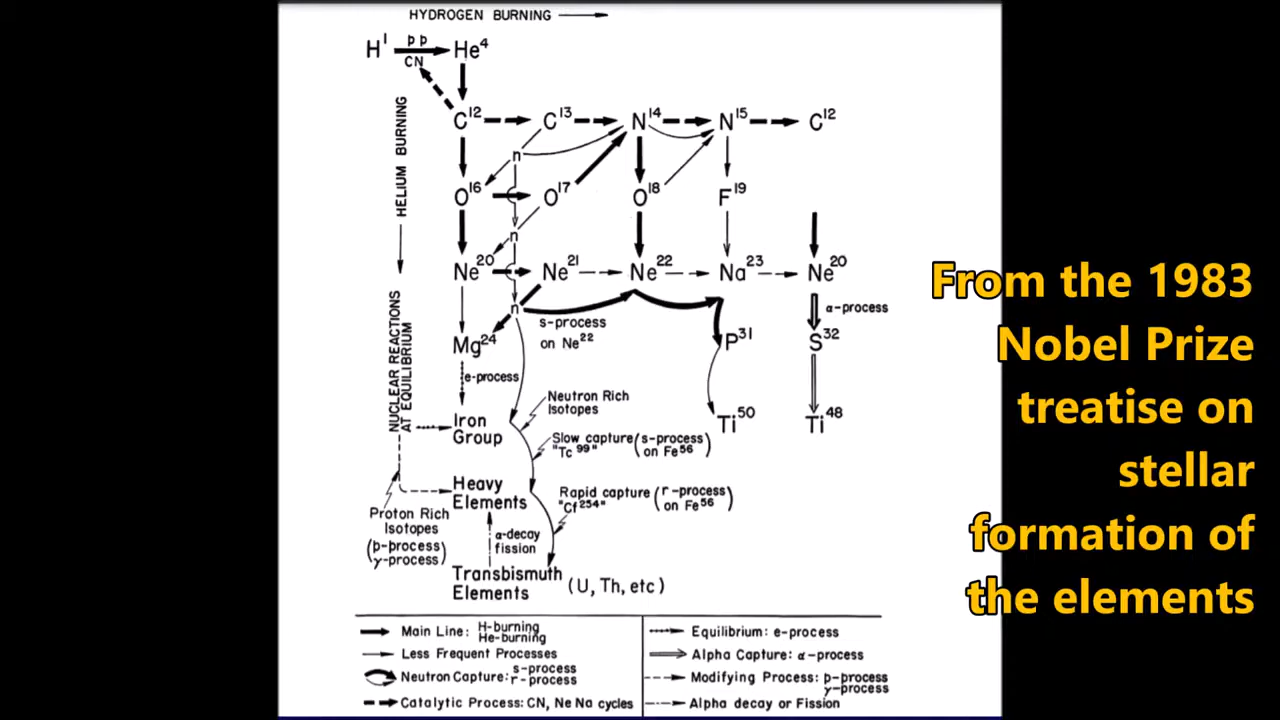 HYDROGEN BURNING
H¹ pp He⁴
CN
C¹² C¹³ N¹⁴ N¹⁵ C¹²
n
HELIUM BURNING
O¹⁶ O¹⁷ O¹⁸ F¹⁹
n
Ne²⁰ Ne²¹ Ne²² Na²³ Ne²⁰
n
s-process
on Ne²²
α-process
NUCLEAR REACTIONS
AT EQUILIBRIUM
Mg²⁴ P³¹ S³²
e-process
Neutron Rich
Isotopes
Iron
Group
Ti⁵⁰ Ti⁴⁸
Slow capture (s-process
"Tc⁹⁹" on Fe⁵⁶)
Heavy
Elements
Rapid capture (r-process
"Cf²⁵⁴" on Fe⁵⁶)
Proton Rich
Isotopes
(p-process)
γ-process)
α-decay
fission
Transbismuth
Elements
(U, Th, etc)
Main Line: H-burning
He-burning
Less Frequent Processes
Neutron Capture: s-process
r-process
Catalytic Process: CN, Ne Na cycles
Equilibrium: e-process
Alpha Capture: α-process
Modifying Process: p-process
γ-process
Alpha decay or Fission
From the 1983
Nobel Prize
treatise on
stellar
formation of
the elements